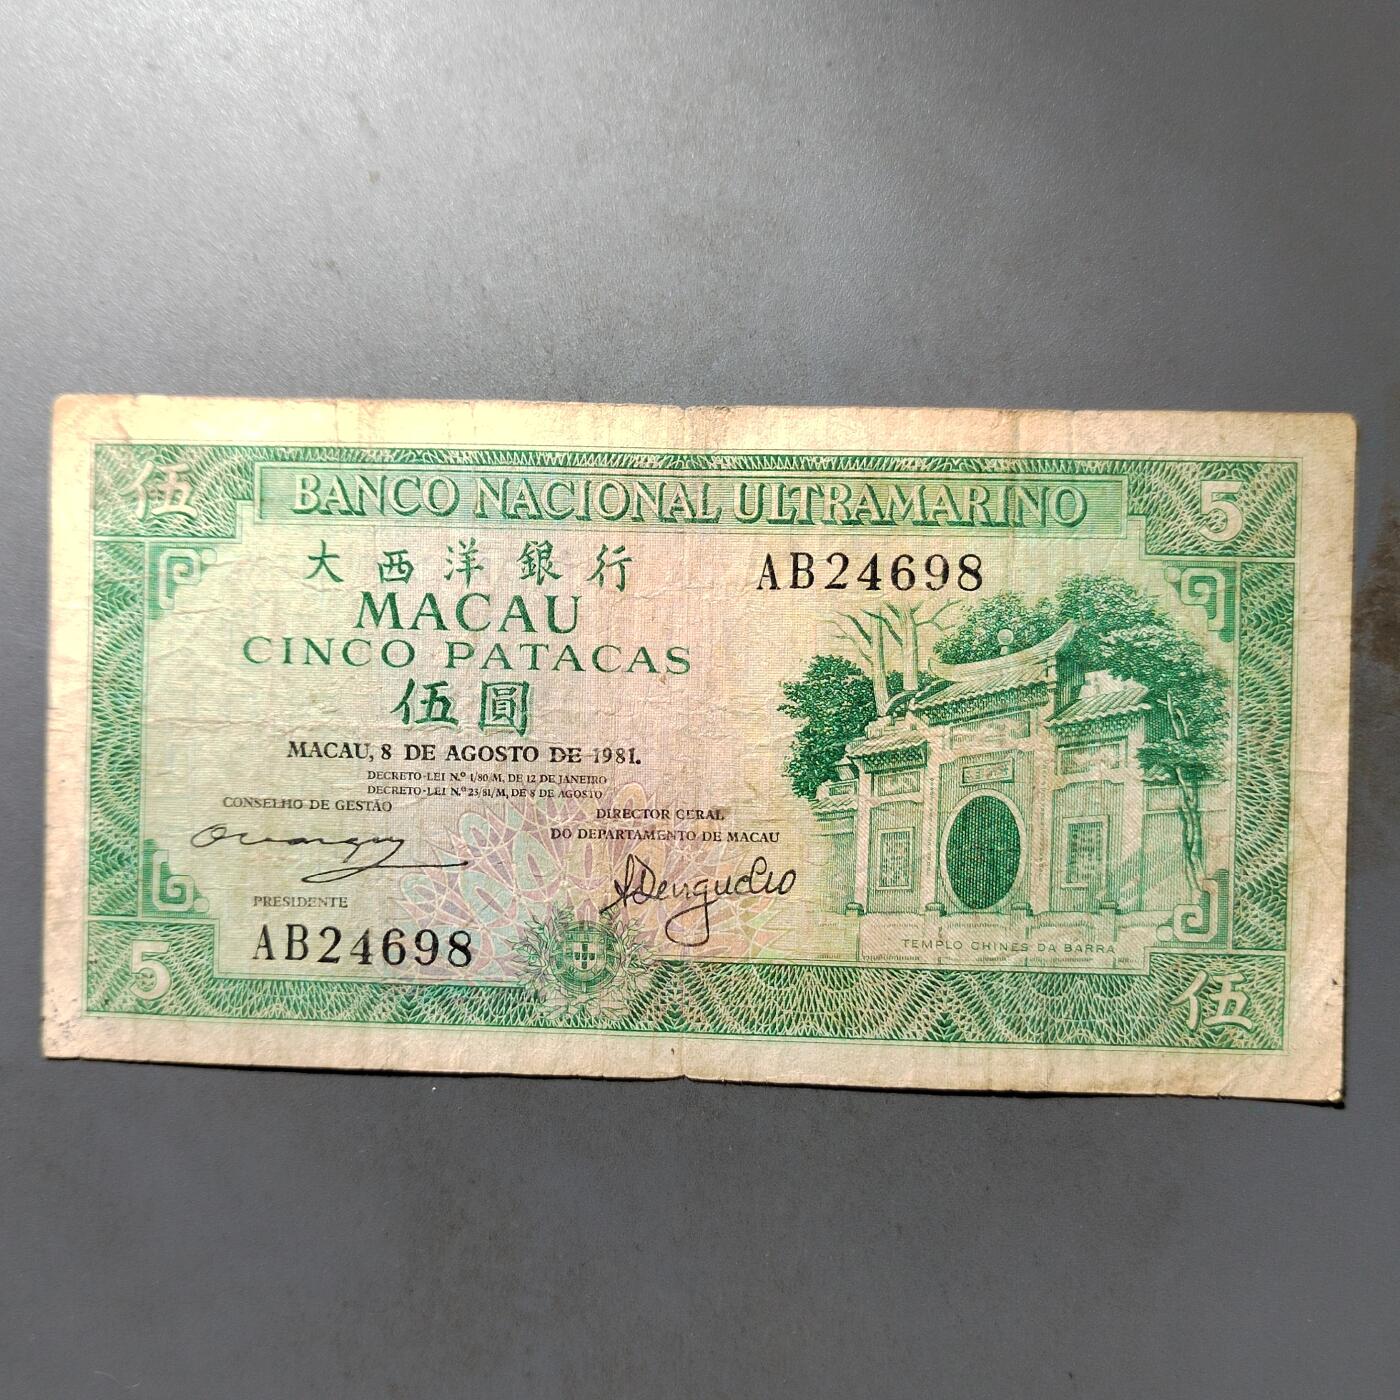 伍
BANCO NACIONAL ULTRAMARINO
5
大西洋銀行
AB24698
MACAU
CINCO PATACAS
伍圓
MACAU, 8 DE AGOSTO DE 1981.
DECRETO-LEI N.º 1/80/M, DE 12 DE JANEIRO
DECRETO-LEI N.º 23/81/M, DE 8 DE AGOSTO
CONSELHO DE GESTÃO
DIRECTOR GERAL
DO DEPARTAMENTO DE MACAU
PRESIDENTE
AB24698
TEMPLO CHINES DA BARRA
5
伍